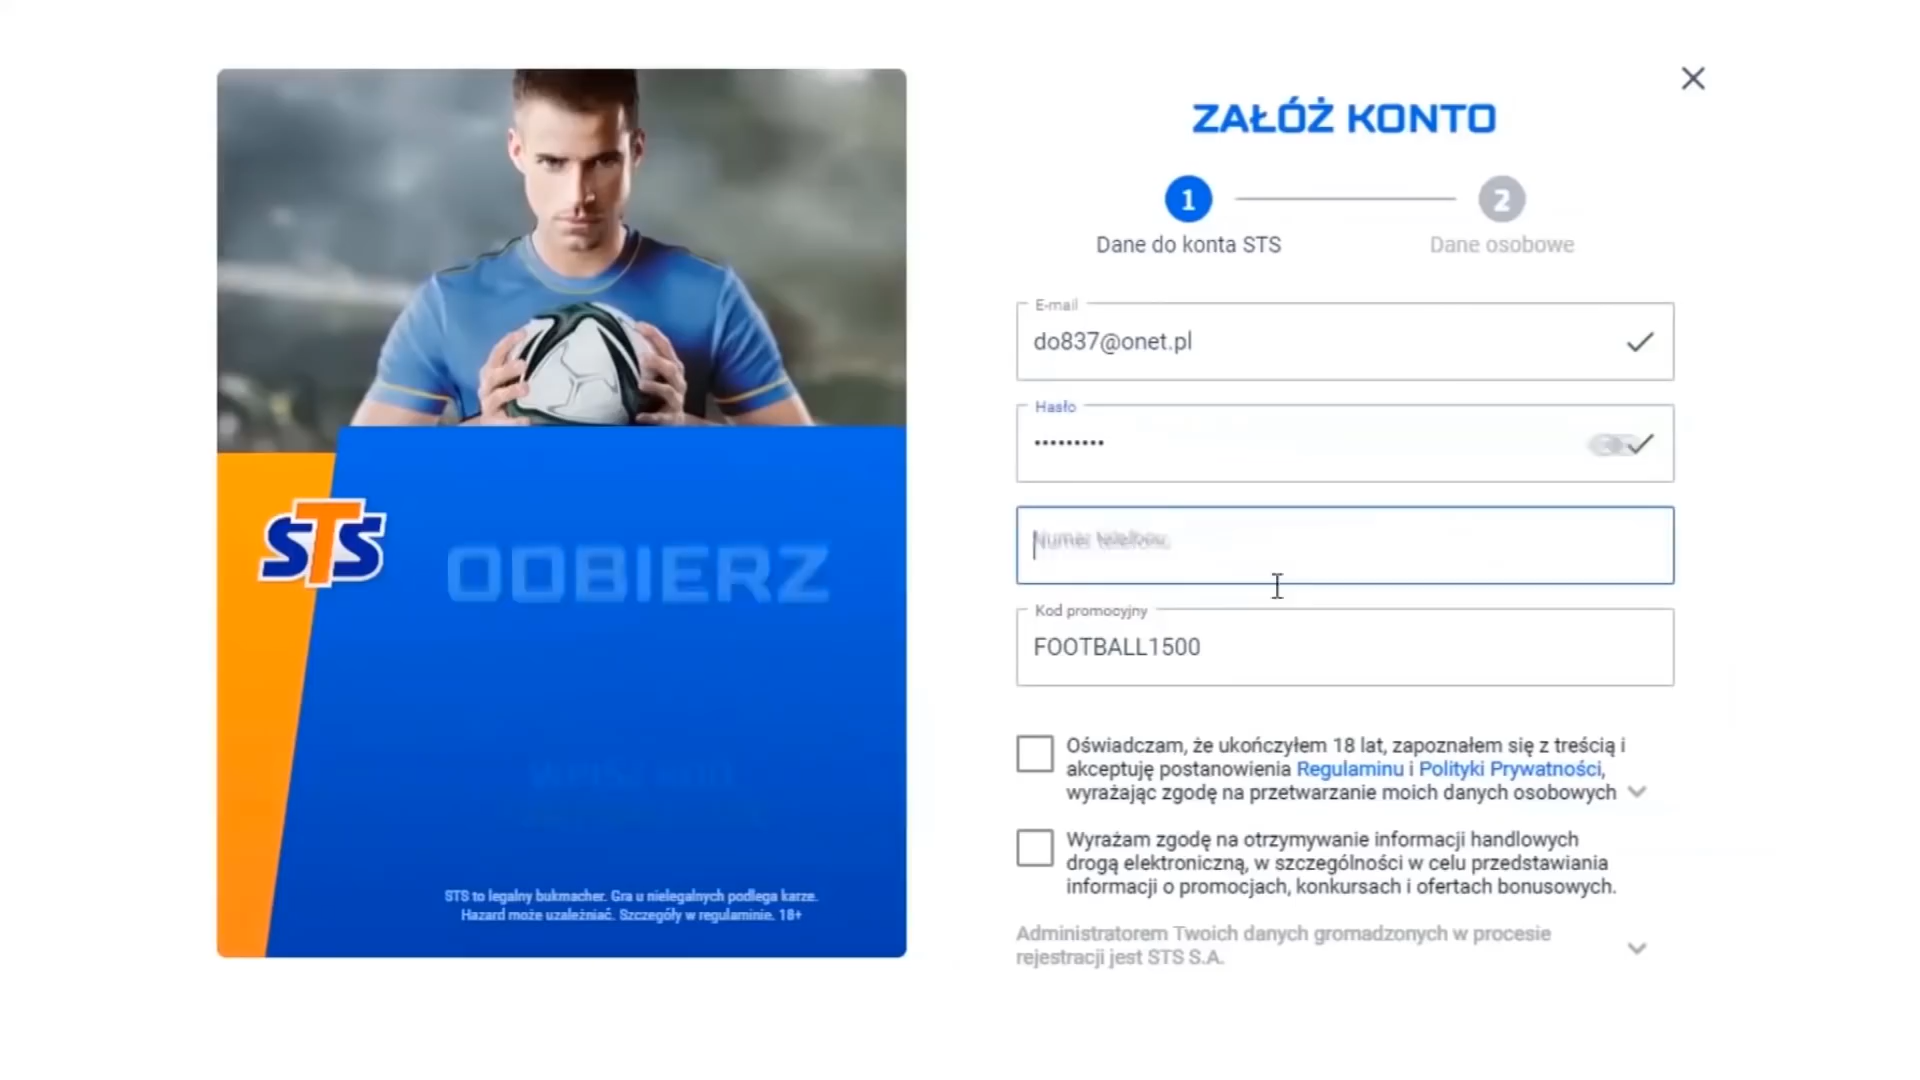 STS
ODBIERZ
STS to legalny bukmacher. Gra u nielegalnych podlega karze.
Hazard może uzależniać. Szczegóły w regulaminie. 18+
ZAŁÓŻ KONTO
1
2
Dane do konta STS
Dane osobowe
E-mail
do837@onet.pl
Hasło
•••••••••
Numer telefonu
Kod promocyjny
FOOTBALL1500
Oświadczam, że ukończyłem 18 lat, zapoznałem się z treścią i
akceptuję postanowienia Regulaminu i Polityki Prywatności,
wyrażając zgodę na przetwarzanie moich danych osobowych
Wyrażam zgodę na otrzymywanie informacji handlowych
drogą elektroniczną, w szczególności w celu przedstawiania
informacji o promocjach, konkursach i ofertach bonusowych.
Administratorem Twoich danych gromadzonych w procesie
rejestracji jest STS S.A.